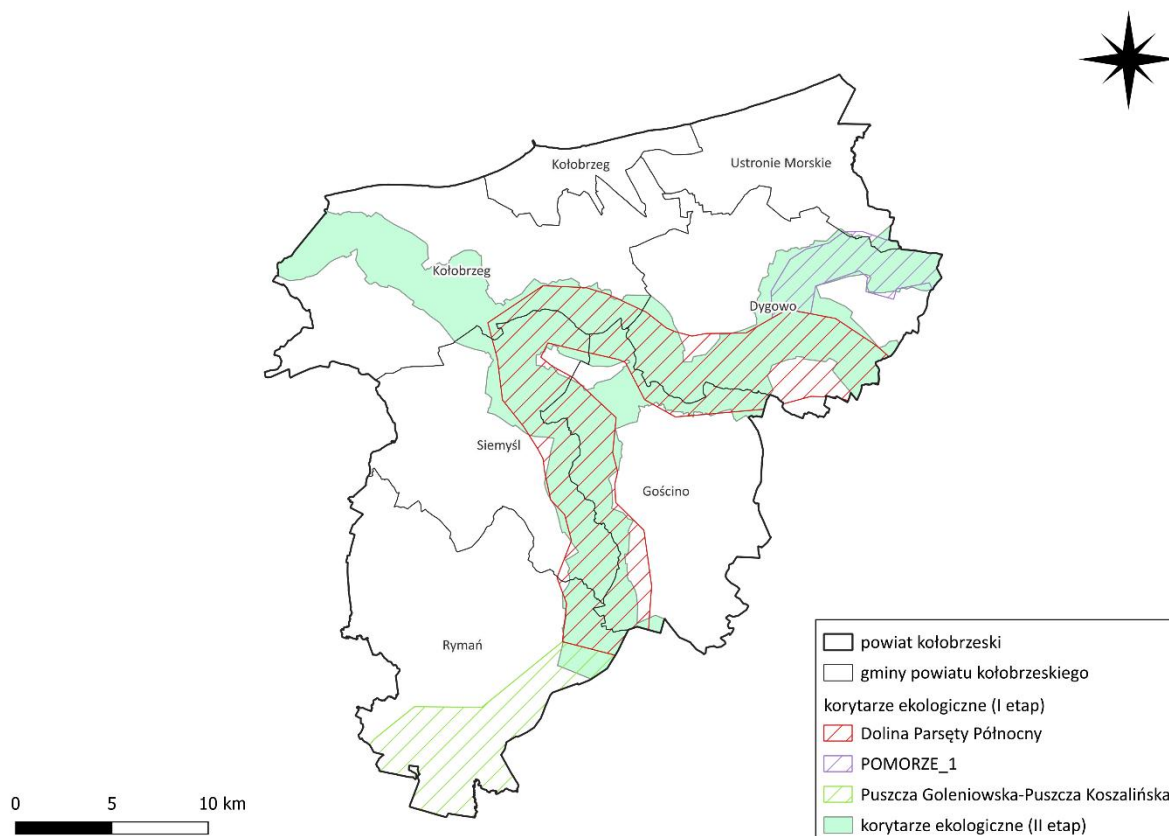 Kołobrzeg
Ustronie Morskie
Kołobrzeg
Dygowo
Siemyśl
Gościno
Rymań
powiat kołobrzeski
gminy powiatu kołobrzeskiego
korytarze ekologiczne (I etap)
Dolina Parsęty Północny
POMORZE_1
Puszcza Goleniowska-Puszcza Koszalińska
korytarze ekologiczne (II etap)
0 5 10 km